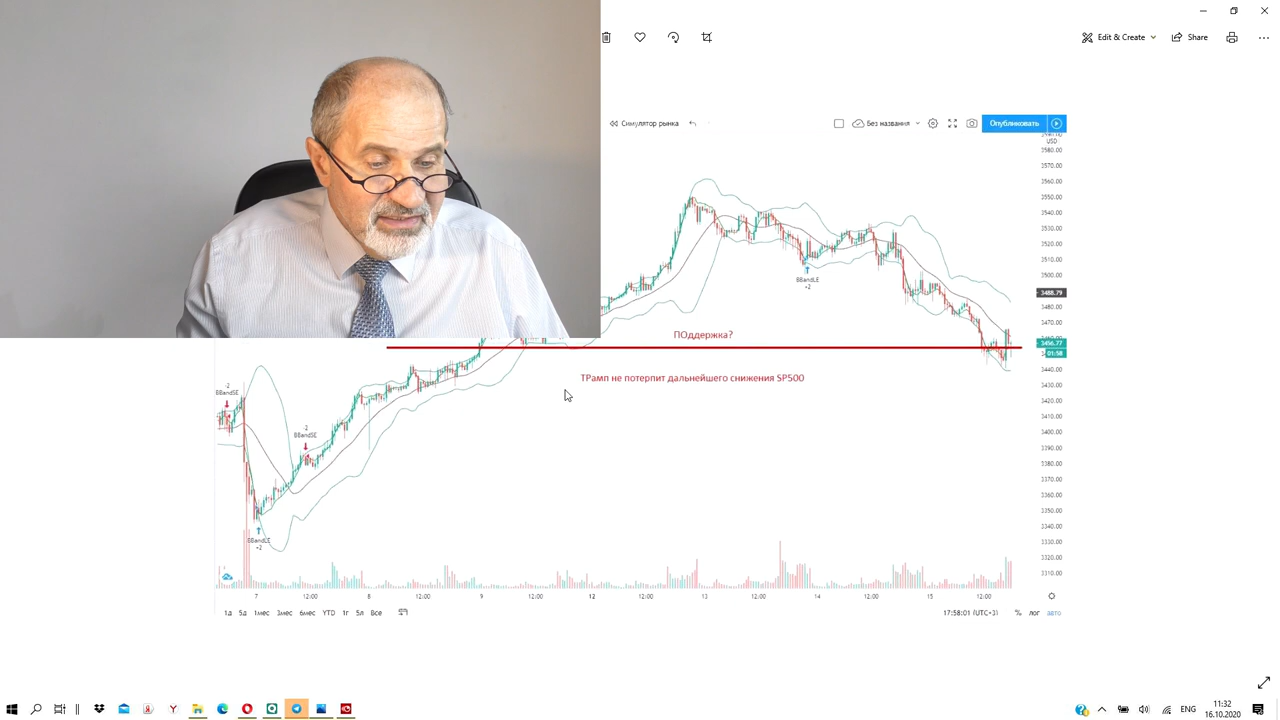 Edit & Create
Share
Симулятор рынка
Без названия
Опубликовать
USD
3580.00
3570.00
3560.00
3550.00
3540.00
3530.00
3520.00
3510.00
3500.00
3488.79
3480.00
3470.00
3456.77
01:58
3440.00
3430.00
3420.00
3410.00
3400.00
3390.00
3380.00
3370.00
3360.00
3350.00
3340.00
3330.00
3320.00
3310.00
BBandLE
+2
ПОддержка?
ТРамп не потерпит дальнейшего снижения SP500
-2
BBandSE
-2
BBandSE
BBandLE
+2
7 12:00 8 12:00 9 12:00 12 12:00 13 12:00 14 12:00 15 12:00
1д 5д 1мес 3мес 6мес YTD 1г 5л Все
17:58:01 (UTC+3) % лог авто
ENG
11:32
16.10.2020